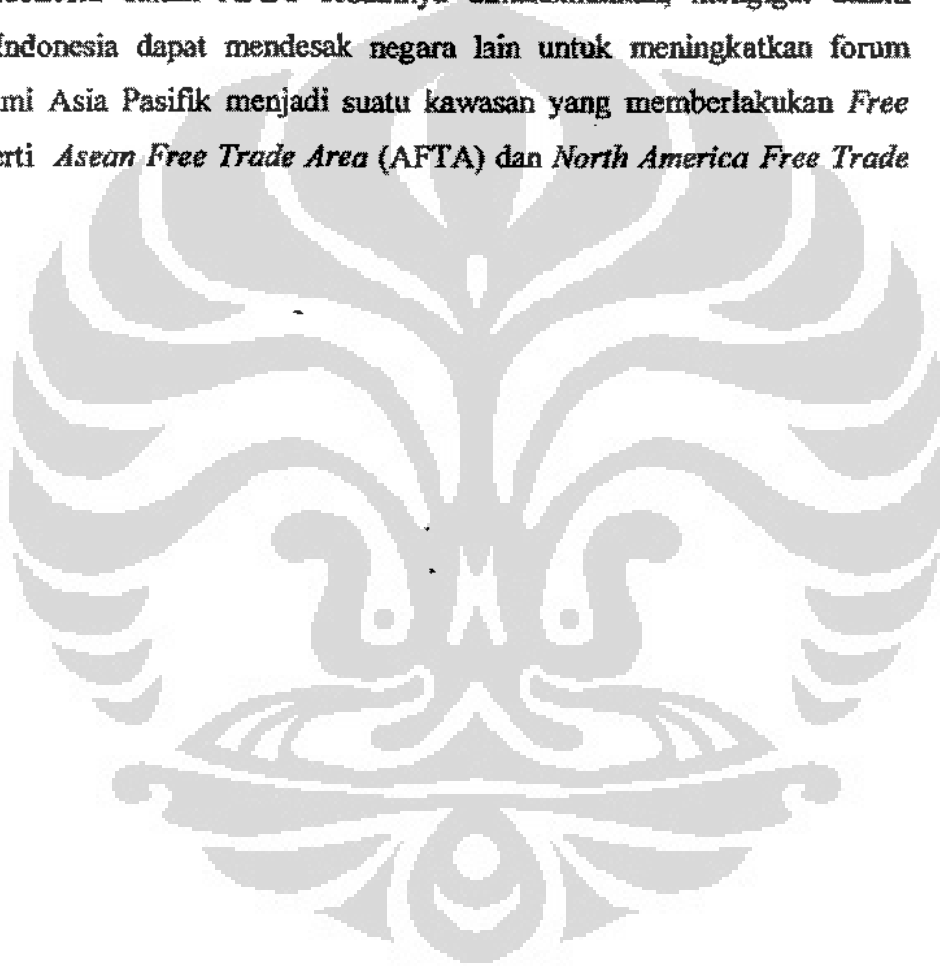 Indonesia dapat mendesak negara lain untuk meningkatkan forum
mi Asia Pasifik menjadi suatu kawasan yang memberlakukan Free
erti Asean Free Trade Area (AFTA) dan North America Free Trade